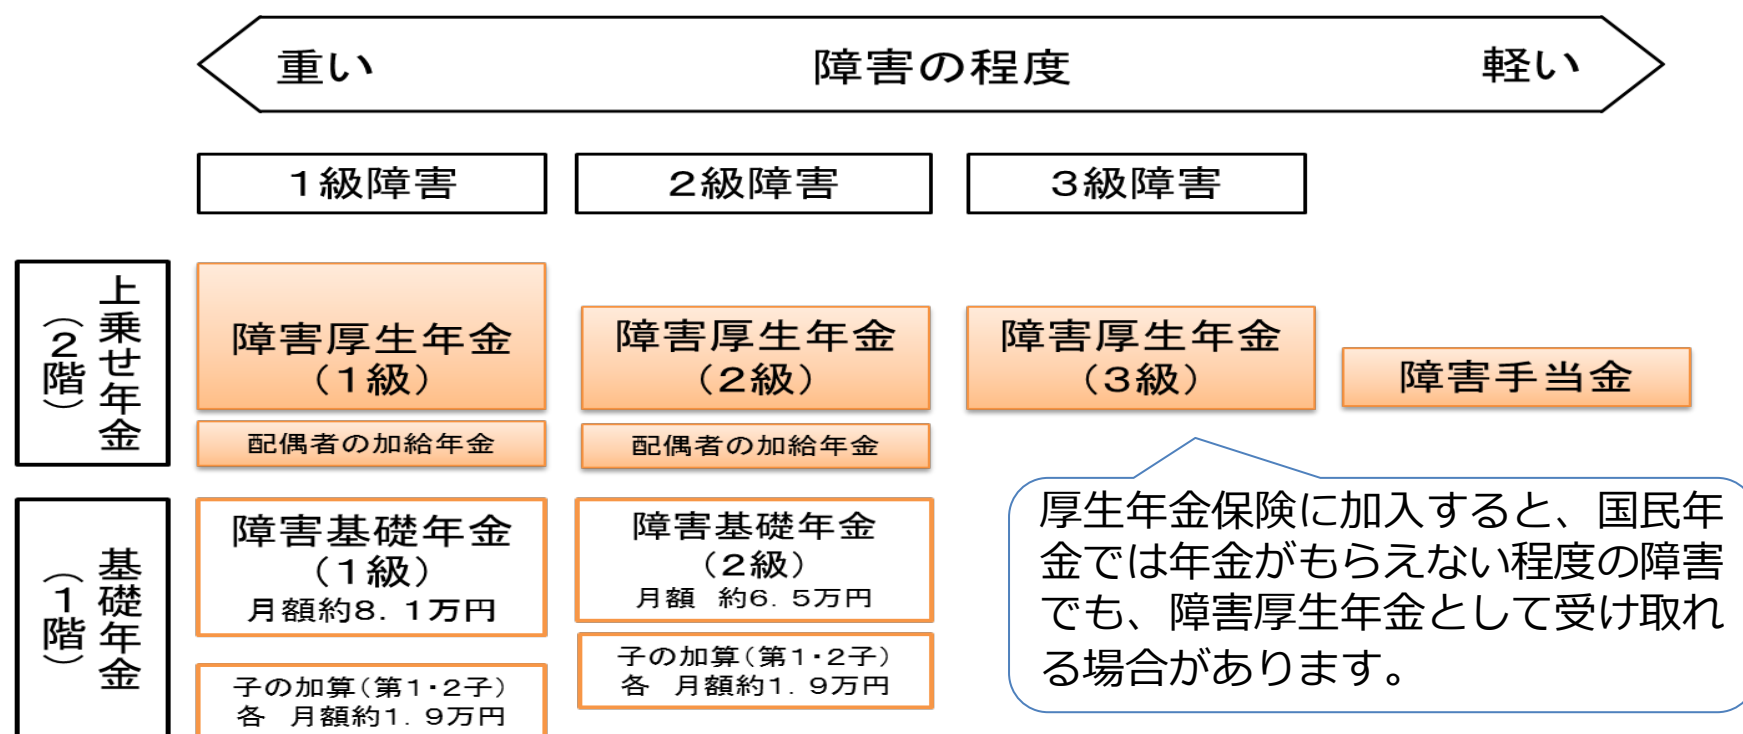 重い 障害の程度 軽い
1級障害
2級障害
3級障害
上乗せ年金
（2階）
障害厚生年金
（1級）
障害厚生年金
（2級）
障害厚生年金
（3級）
障害手当金
配偶者の加給年金
配偶者の加給年金
基礎年金
（1階）
障害基礎年金
（1級）
月額約8．1万円
障害基礎年金
（2級）
月額　約6．5万円
子の加算（第1・2子）
各　月額約1．9万円
子の加算（第1・2子）
各　月額約1．9万円
厚生年金保険に加入すると、国民年
金では年金がもらえない程度の障害
でも、障害厚生年金として受け取れ
る場合があります。